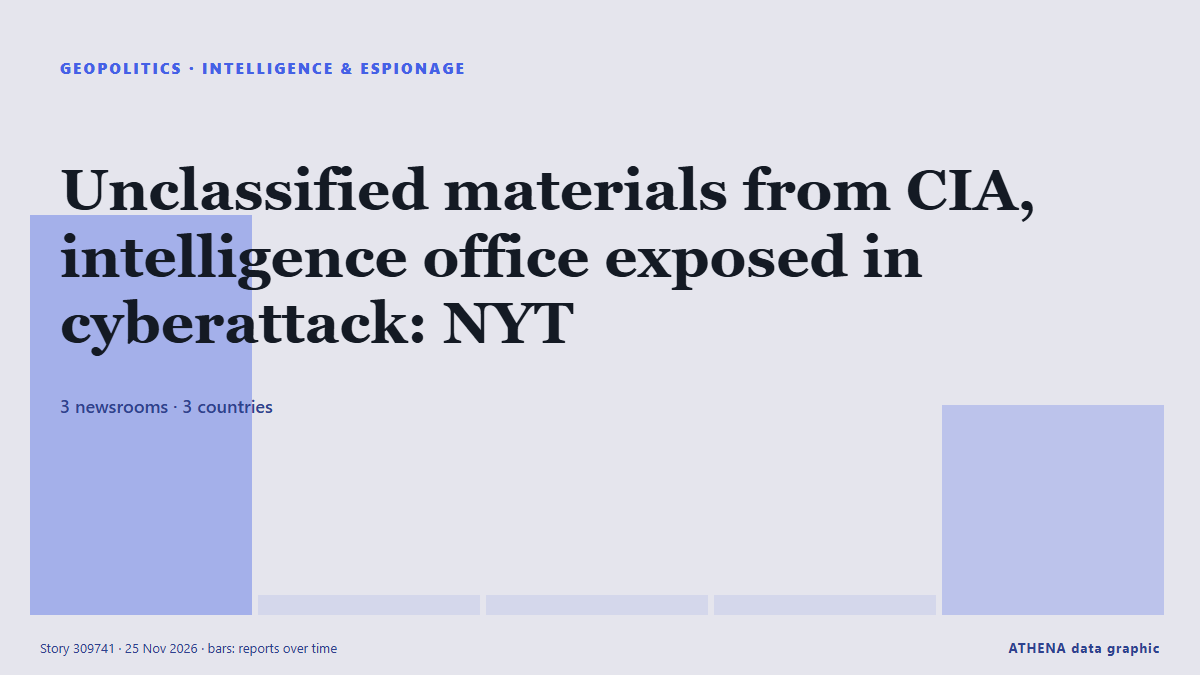 GEOPOLITICS · INTELLIGENCE & ESPIONAGE
Unclassified materials from CIA,
intelligence office exposed in
cyberattack: NYT
3 newsrooms · 3 countries
Story 309741 · 25 Nov 2026 · bars: reports over time
ATHENA data graphic